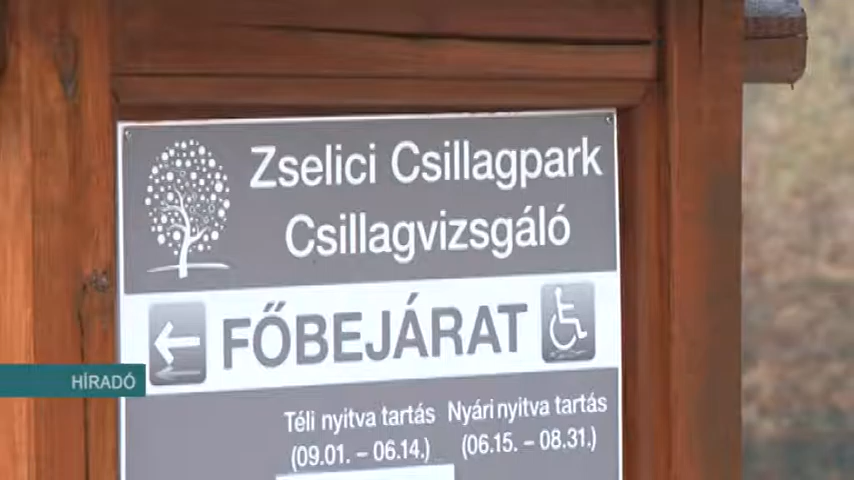 Zselici Csillagpark
Csillagvizsgáló
FŐBEJÁRAT
HÍRADÓ
Téli nyitva tartás Nyári nyitva tartás
(09.01. – 06.14.) (06.15. – 08.31.)